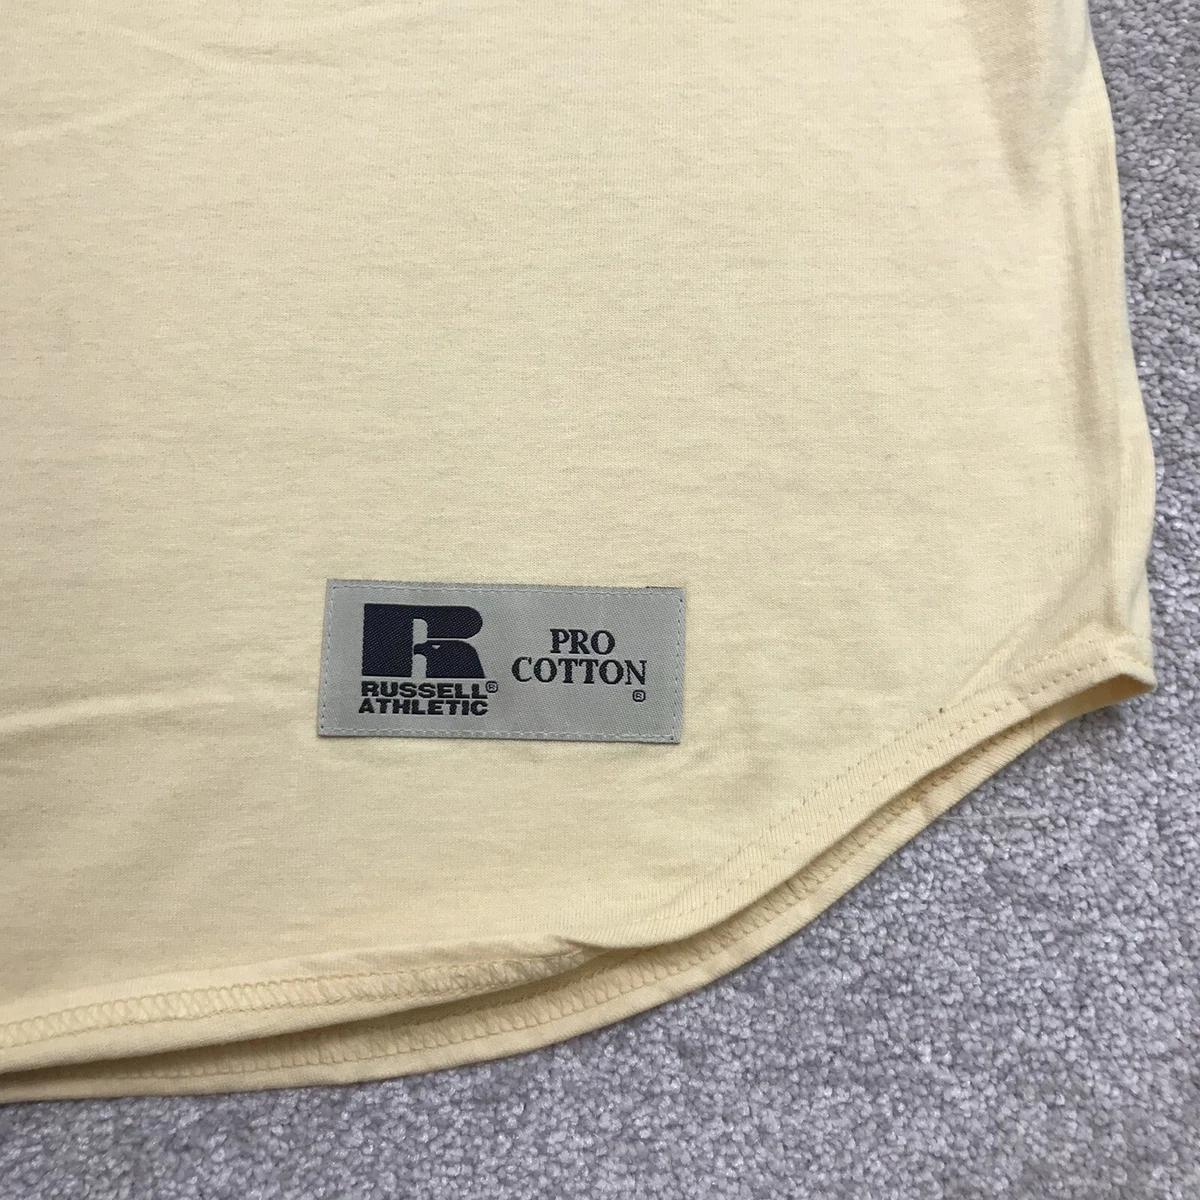 R
RUSSELL®
ATHLETIC
PRO
COTTON
®